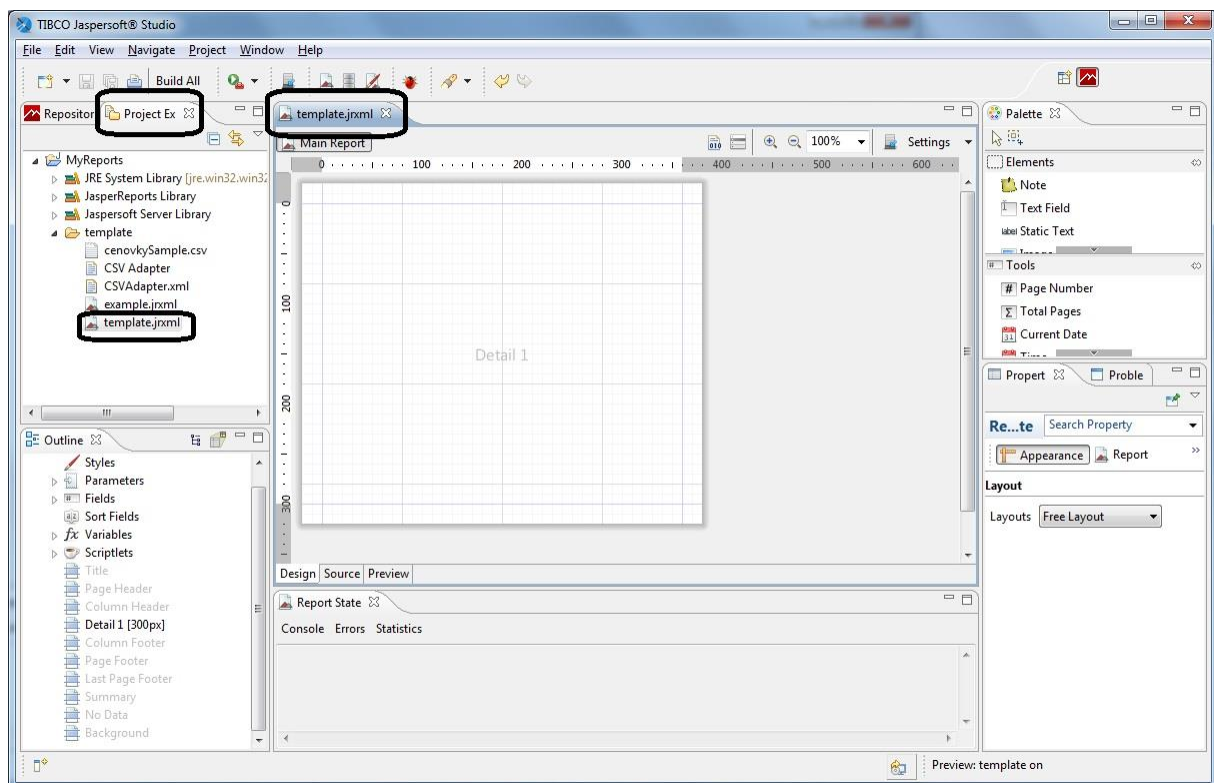 TIBCO Jaspersoft® Studio
File Edit View Navigate Project Window Help
Build All
Repositor Project Ex
MyReports
JRE System Library [jre.win32.win32
JasperReports Library
Jaspersoft Server Library
template
cenovkySample.csv
CSV Adapter
CSVAdapter.xml
example.jrxml
template.jrxml
Outline
Styles
Parameters
Fields
Sort Fields
fx Variables
Scriptlets
Title
Page Header
Column Header
Detail 1 [300px]
Column Footer
Page Footer
Last Page Footer
Summary
No Data
Background
template.jrxml
Main Report
100% Settings
0 100 200 300 400 500 600
0
100
200
300
Detail 1
Design Source Preview
Report State
Console Errors Statistics
Palette
Elements
Note
Text Field
label Static Text
Tools
# Page Number
Σ Total Pages
31 Current Date
Propert Proble
Re...te Search Property
Appearance Report »
Layout
Layouts Free Layout
Preview: template on